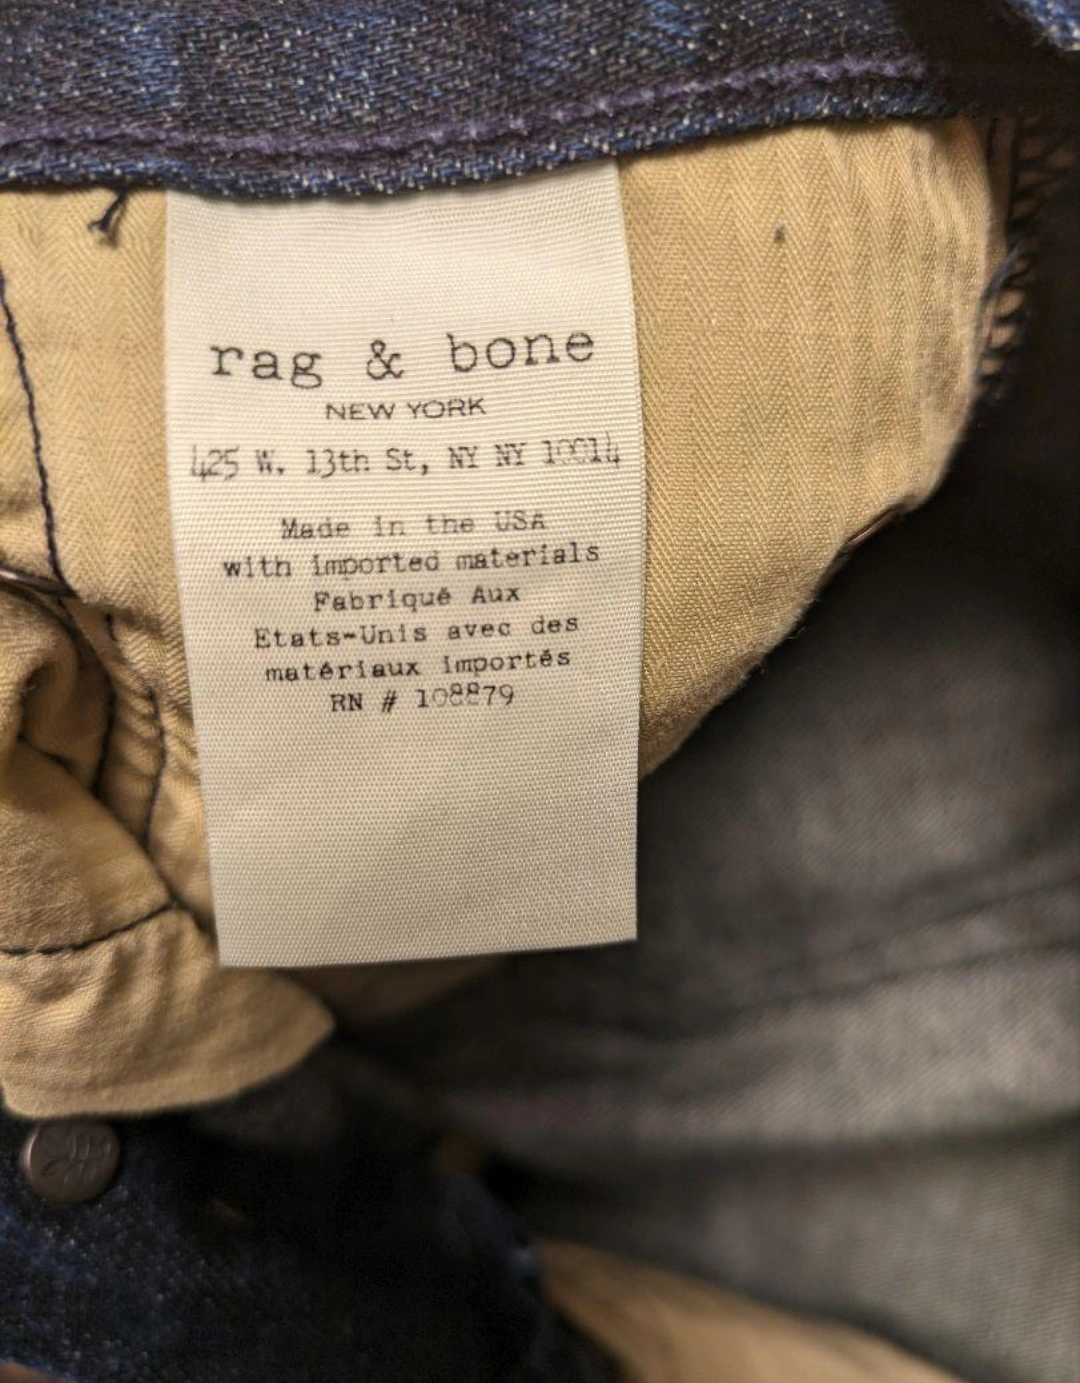 rag & bone
NEW YORK
425 W. 13th St, NY NY 10014
Made in the USA
with imported materials
Fabriqué Aux
Etats-Unis avec des
matériaux importés
RN # 108879